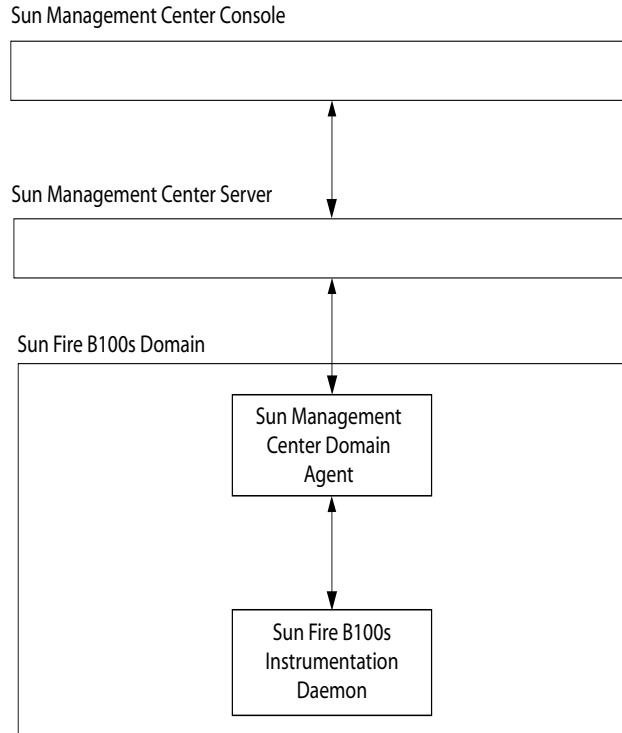 Sun Management Center Console
Sun Management Center Server
Sun Fire B100s Domain
Sun Management
Center Domain
Agent
Sun Fire B100s
Instrumentation
Daemon